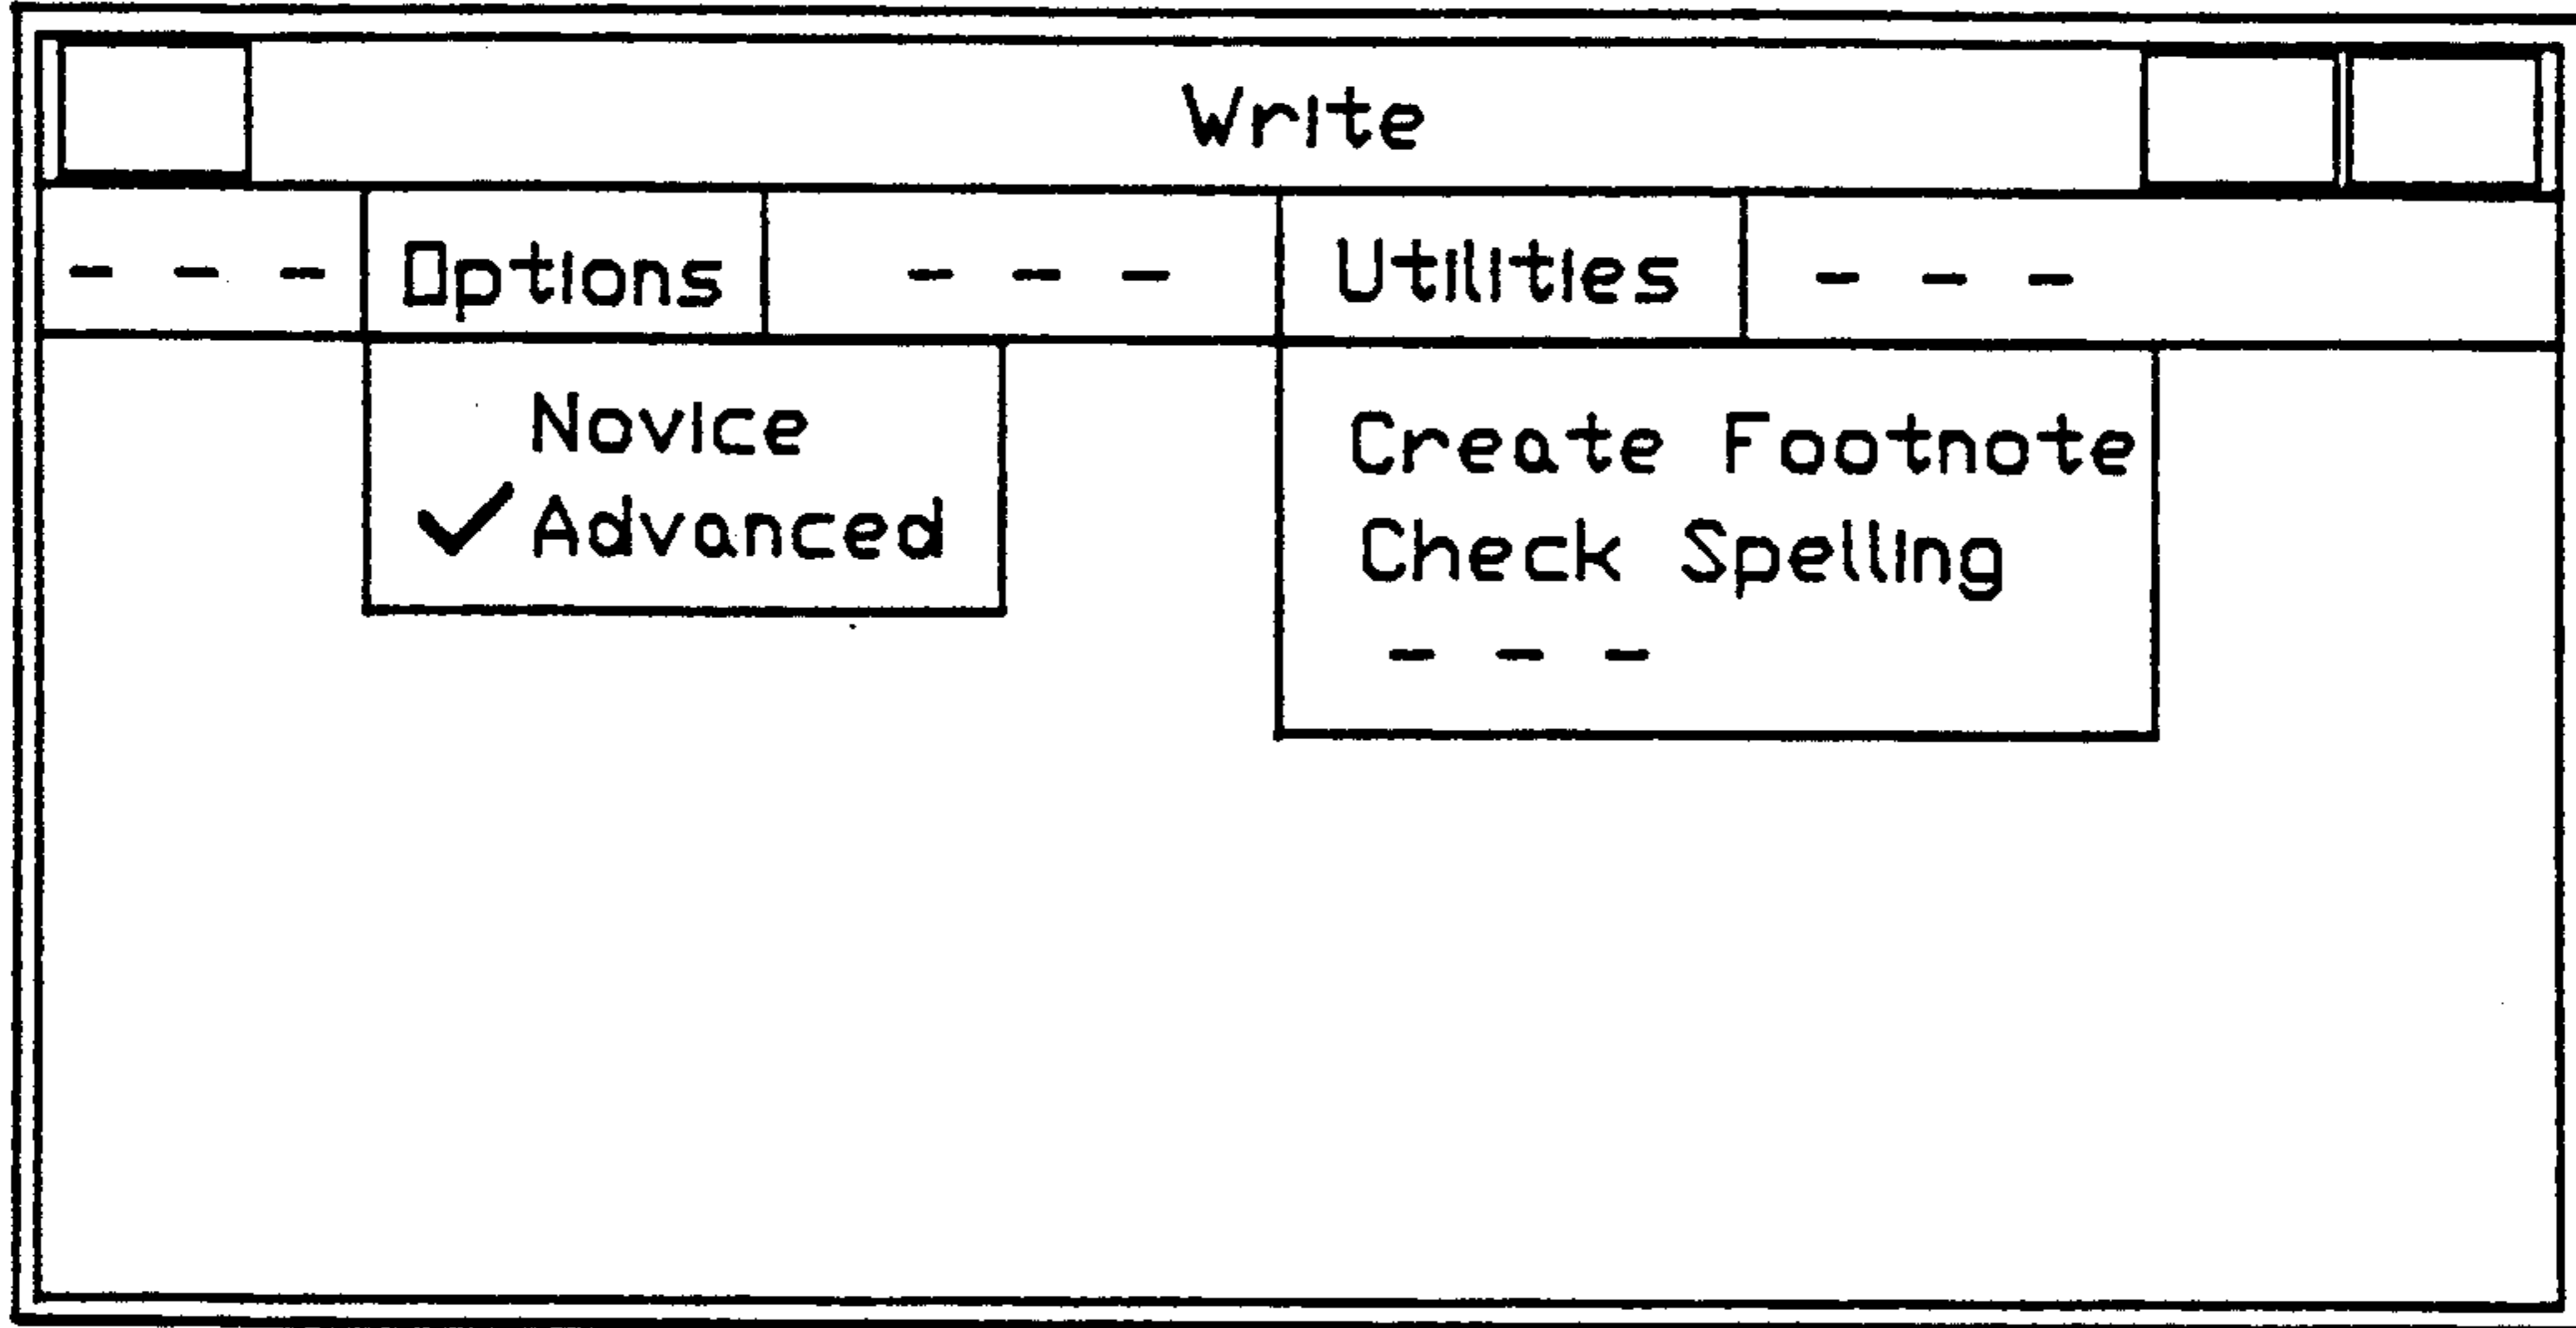 Write
- - - Options - - - Utilities - - -
Novice
✓ Advanced
Create Footnote
Check Spelling
- - -